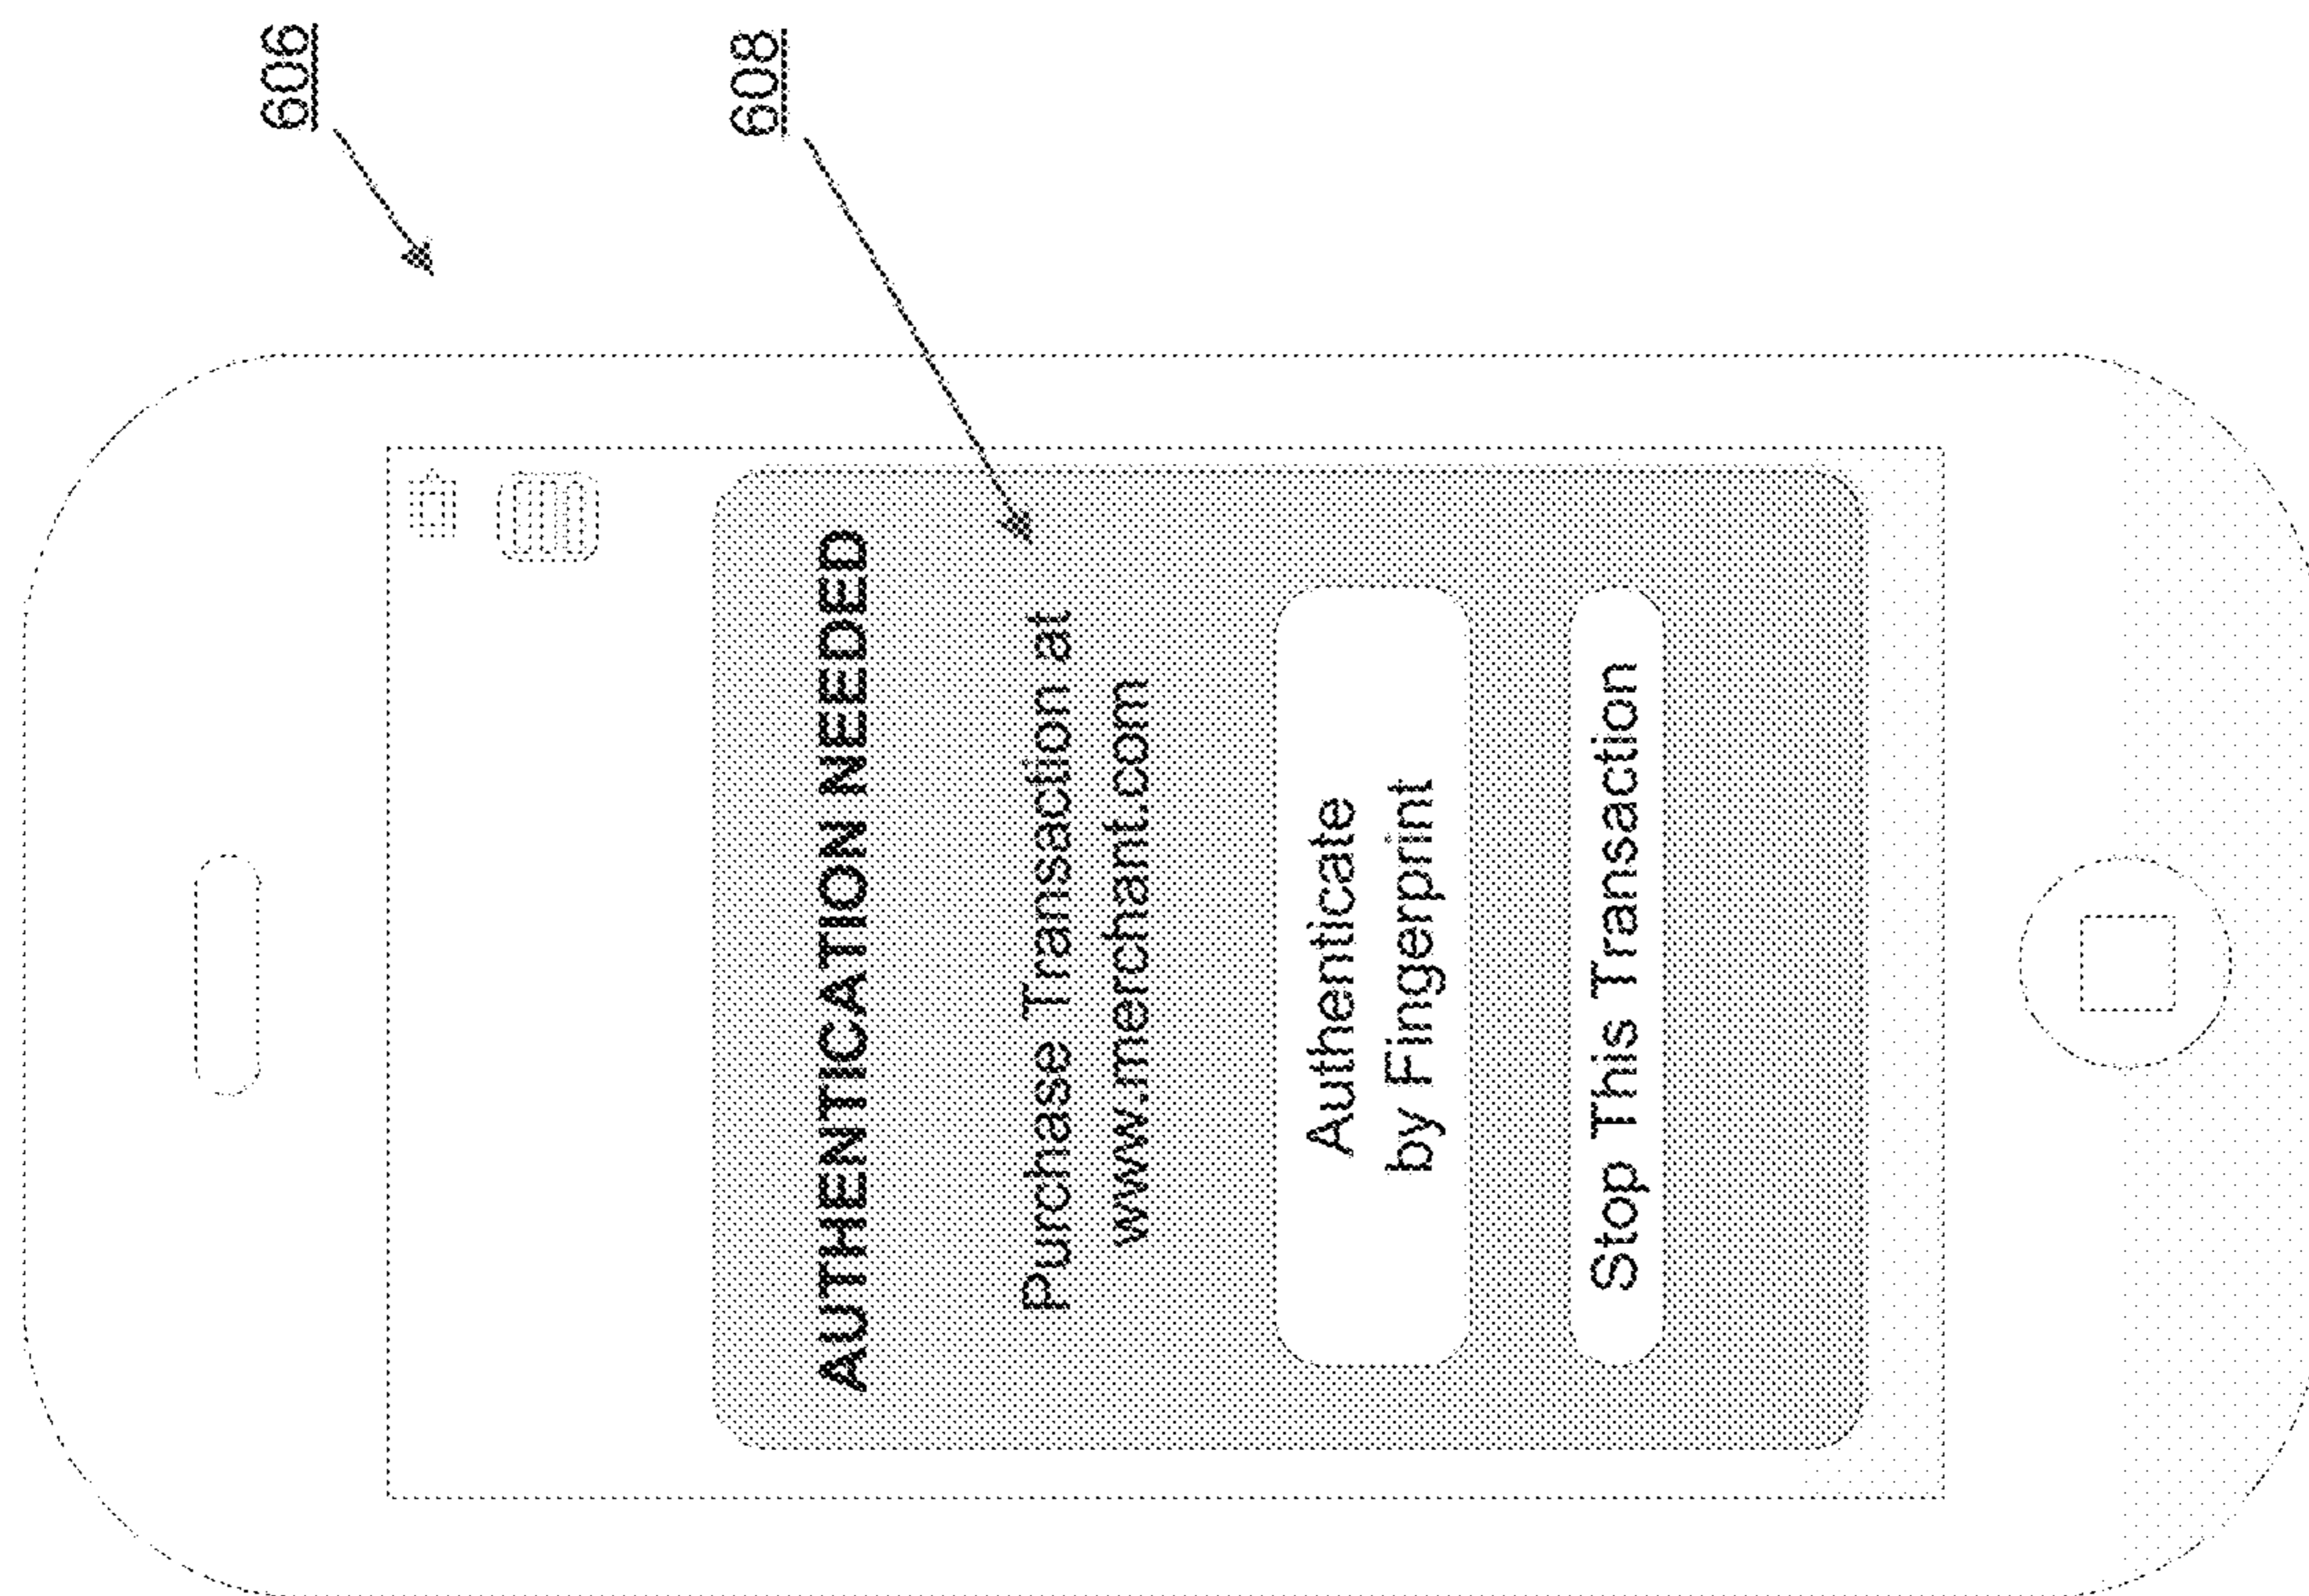 606
608
AUTHENTICATION NEEDED
Purchase Transaction at
www.merchant.com
Authenticate
by Fingerprint
Stop This Transaction